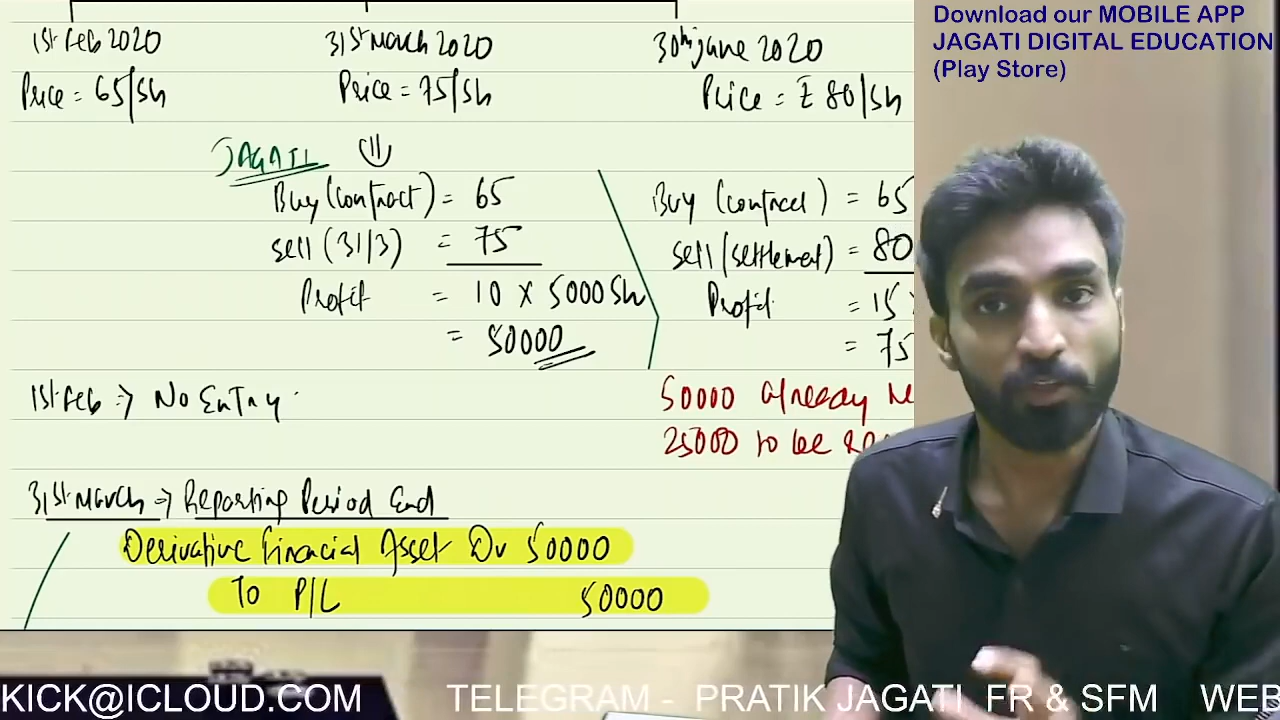 Download our MOBILE APP
JAGATI DIGITAL EDUCATION
(Play Store)
1st Feb 2020
31st March 2020
30th June 2020
Price = 65/Sh
Price = 75/Sh
Price = ₹ 80/Sh
JAGATI
Buy (contract) = 65
Sell (31/3) = 75
Profit = 10 x 5000 Sh
= 50000
Buy (contract) = 65
Sell (settlement) = 80
Profit = 15
= 75
1st Feb => No Entry
50000 already
25000 to be
31st March => Reporting Period End
Derivative Financial Asset Dr 50000
To P/L 50000
KICK@ICLOUD.COM TELEGRAM - PRATIK JAGATI FR & SFM WEB